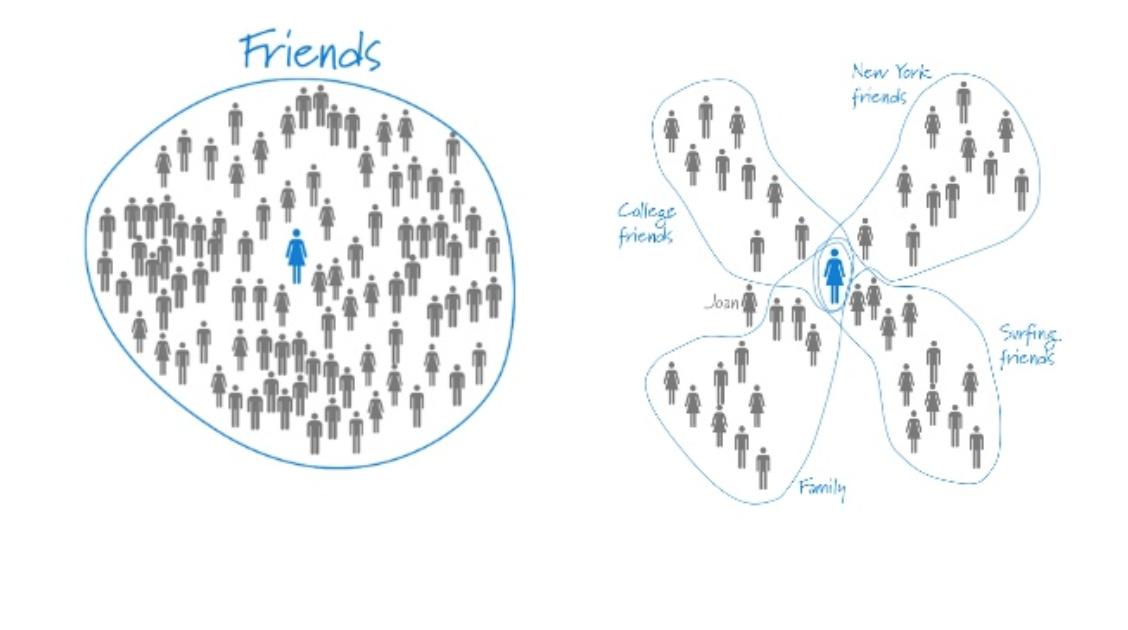 Friends
New York
friends
College
friends
Joan
Surfing
friends
Family